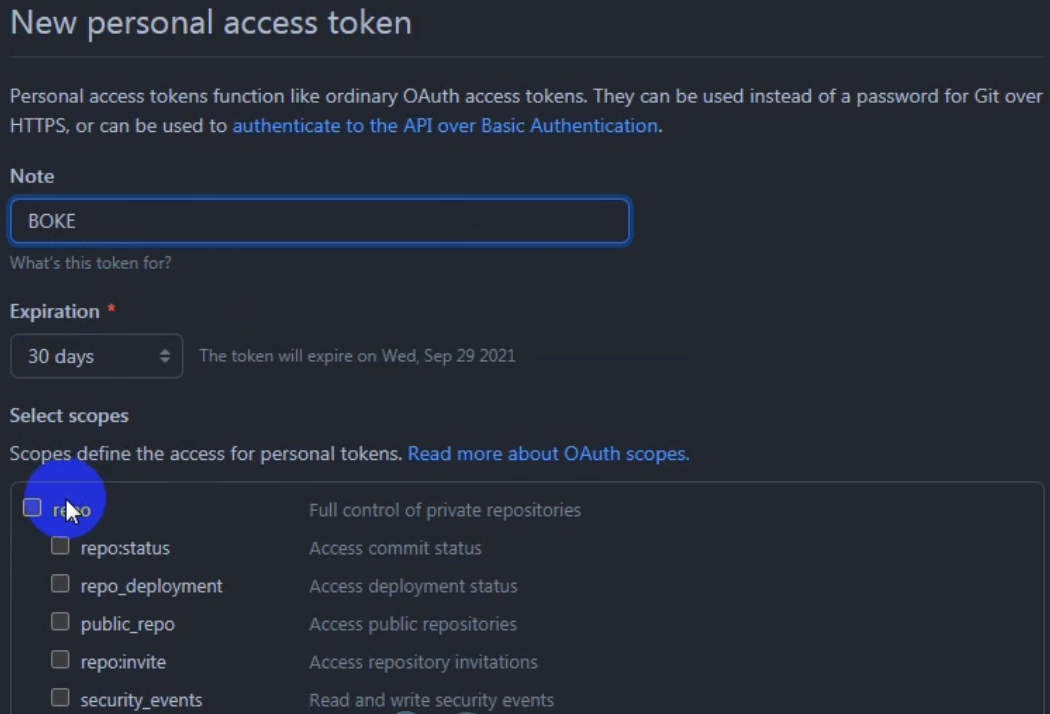 New personal access token
Personal access tokens function like ordinary OAuth access tokens. They can be used instead of a password for Git over
HTTPS, or can be used to authenticate to the API over Basic Authentication.
Note
BOKE
What's this token for?
Expiration *
30 days The token will expire on Wed, Sep 29 2021
Select scopes
Scopes define the access for personal tokens. Read more about OAuth scopes.
repo Full control of private repositories
repo:status Access commit status
repo_deployment Access deployment status
public_repo Access public repositories
repo:invite Access repository invitations
security_events Read and write security events